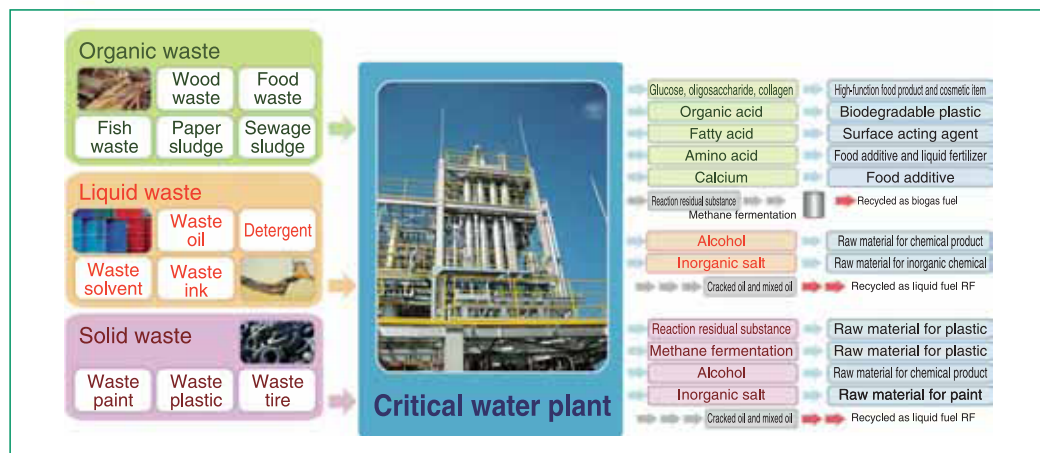 Organic waste
Wood
waste
Food
waste
Fish
waste
Paper
sludge
Sewage
sludge
Liquid waste
Waste
oil
Detergent
Waste
solvent
Waste
ink
Solid waste
Waste
paint
Waste
plastic
Waste
tire
Critical water plant
Glucose, oligosaccharide, collagen
High-function food product and cosmetic item
Organic acid
Biodegradable plastic
Fatty acid
Surface acting agent
Amino acid
Food additive and liquid fertilizer
Calcium
Food additive
Reaction residual substance
Methane fermentation
Recycled as biogas fuel
Alcohol
Raw material for chemical product
Inorganic salt
Raw material for inorganic chemical
Cracked oil and mixed oil
Recycled as liquid fuel RF
Reaction residual substance
Raw material for plastic
Methane fermentation
Raw material for plastic
Alcohol
Raw material for chemical product
Inorganic salt
Raw material for paint
Cracked oil and mixed oil
Recycled as liquid fuel RF